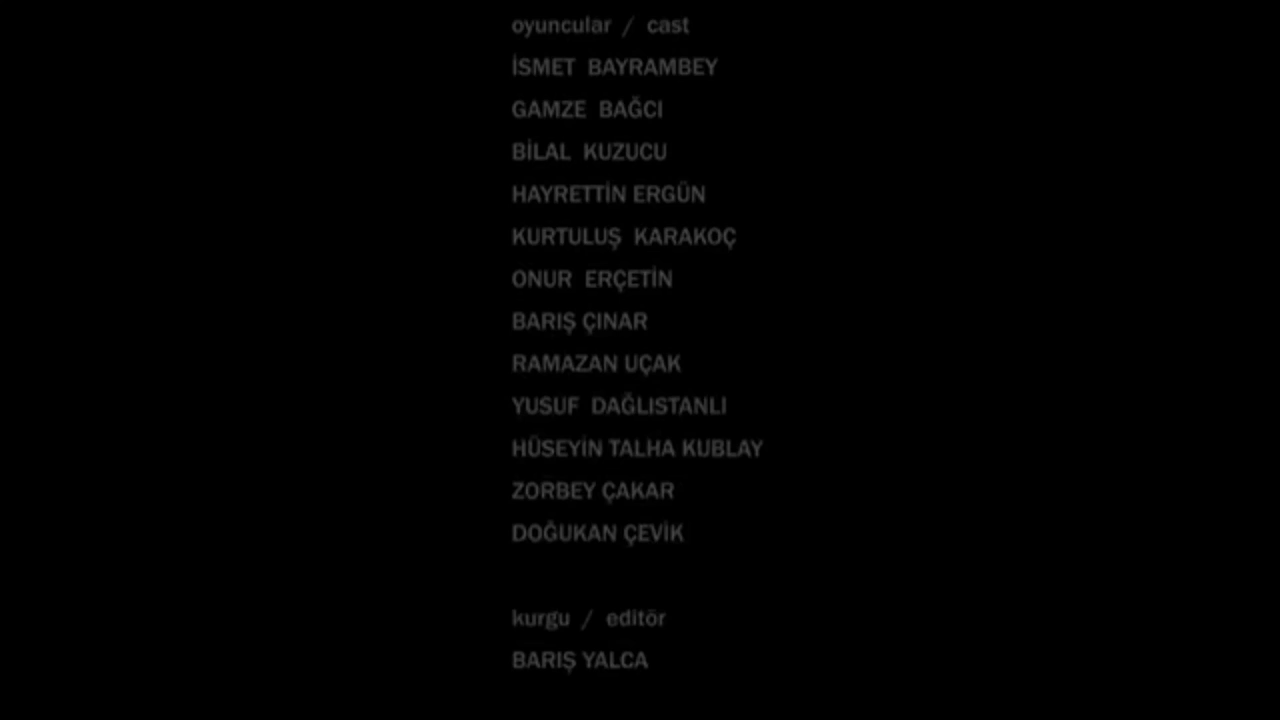 oyuncular / cast
İSMET BAYRAMBEY
GAMZE BAĞCI
BİLAL KUZUCU
HAYRETTİN ERGÜN
KURTULUŞ KARAKOÇ
ONUR ERÇETİN
BARIŞ ÇINAR
RAMAZAN UÇAK
YUSUF DAĞLISTANLI
HÜSEYİN TALHA KUBLAY
ZORBEY ÇAKAR
DOĞUKAN ÇEVİK
kurgu / editör
BARIŞ YALCA